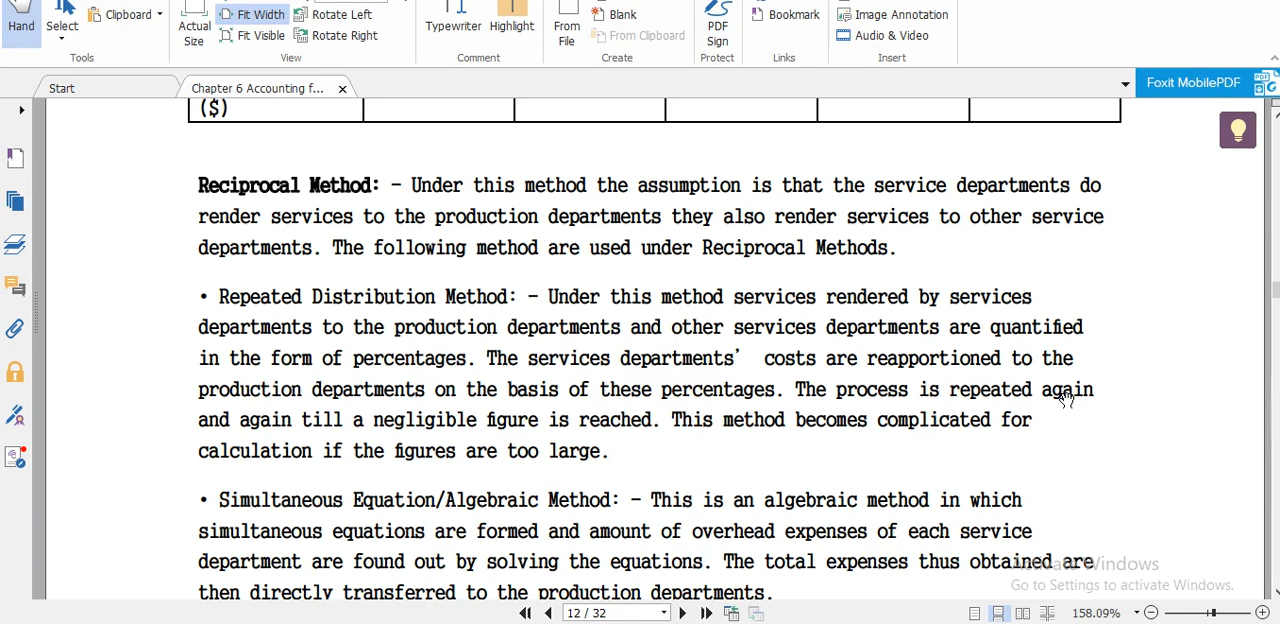 Hand
Select
Clipboard
Tools
Actual
Size
Fit Width
Fit Visible
Rotate Left
Rotate Right
View
Typewriter
Highlight
Comment
From
File
Blank
From Clipboard
Create
PDF
Sign
Protect
Bookmark
Links
Image Annotation
Audio & Video
Insert
Start
Chapter 6 Accounting f...
Foxit MobilePDF
($)
Reciprocal Method: - Under this method the assumption is that the service departments do
render services to the production departments they also render services to other service
departments. The following method are used under Reciprocal Methods.
• Repeated Distribution Method: - Under this method services rendered by services
departments to the production departments and other services departments are quantified
in the form of percentages. The services departments’ costs are reapportioned to the
production departments on the basis of these percentages. The process is repeated again
and again till a negligible figure is reached. This method becomes complicated for
calculation if the figures are too large.
• Simultaneous Equation/Algebraic Method: - This is an algebraic method in which
simultaneous equations are formed and amount of overhead expenses of each service
department are found out by solving the equations. The total expenses thus obtained are
then directly transferred to the production departments.
Activate Windows
Go to Settings to activate Windows.
12 / 32
158.09%